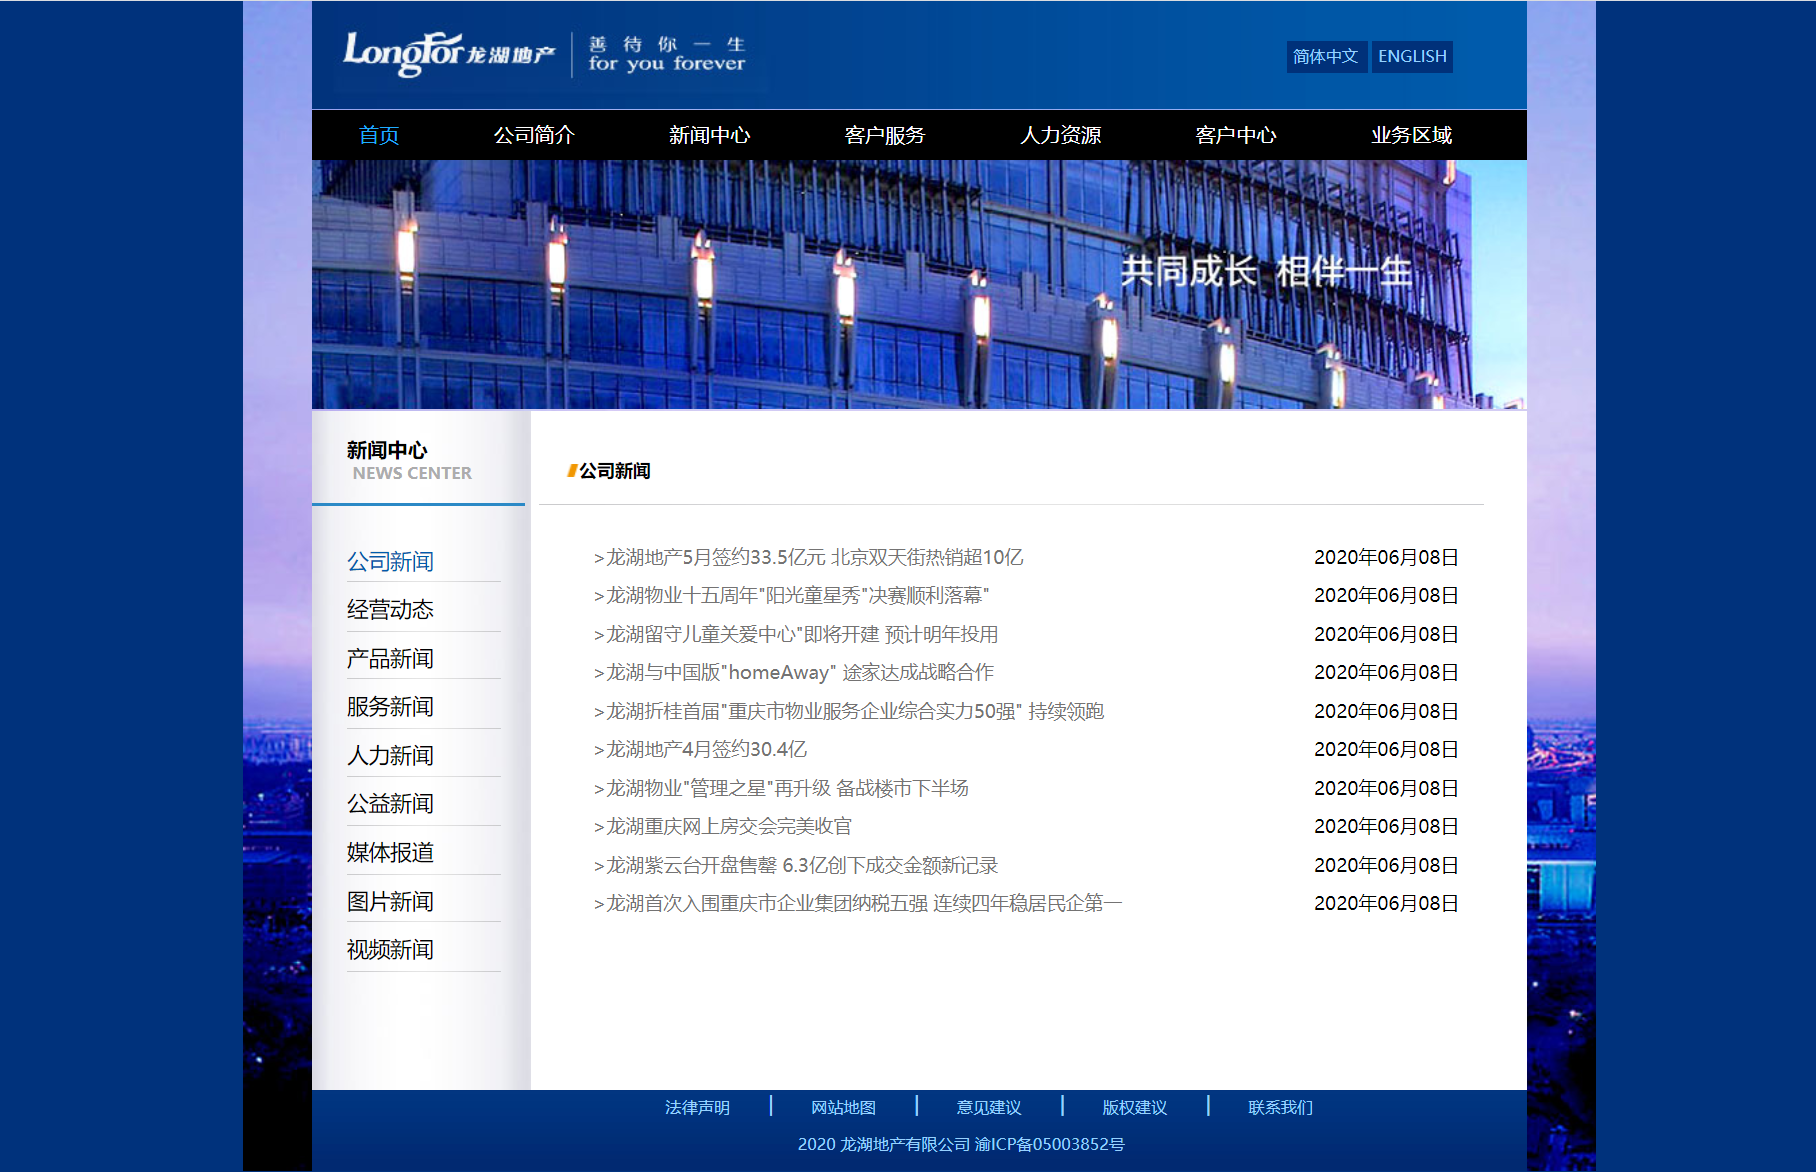 Longfor龙湖地产 善待你一生
for you forever
简体中文 ENGLISH
首页 公司简介 新闻中心 客户服务 人力资源 客户中心 业务区域
共同成长 相伴一生
新闻中心
NEWS CENTER
公司新闻
经营动态
产品新闻
服务新闻
人力新闻
公益新闻
媒体报道
图片新闻
视频新闻
公司新闻
>龙湖地产5月签约33.5亿元 北京双天街热销超10亿 2020年06月08日
>龙湖物业十五周年"阳光童星秀"决赛顺利落幕" 2020年06月08日
>龙湖留守儿童关爱中心"即将开建 预计明年投用 2020年06月08日
>龙湖与中国版"homeAway" 途家达成战略合作 2020年06月08日
>龙湖折桂首届"重庆市物业服务企业综合实力50强" 持续领跑 2020年06月08日
>龙湖地产4月签约30.4亿 2020年06月08日
>龙湖物业"管理之星"再升级 备战楼市下半场 2020年06月08日
>龙湖重庆网上房交会完美收官 2020年06月08日
>龙湖紫云台开盘售罄 6.3亿创下成交金额新记录 2020年06月08日
>龙湖首次入围重庆市企业集团纳税五强 连续四年稳居民企第一 2020年06月08日
法律声明 | 网站地图 | 意见建议 | 版权建议 | 联系我们
2020 龙湖地产有限公司 渝ICP备05003852号